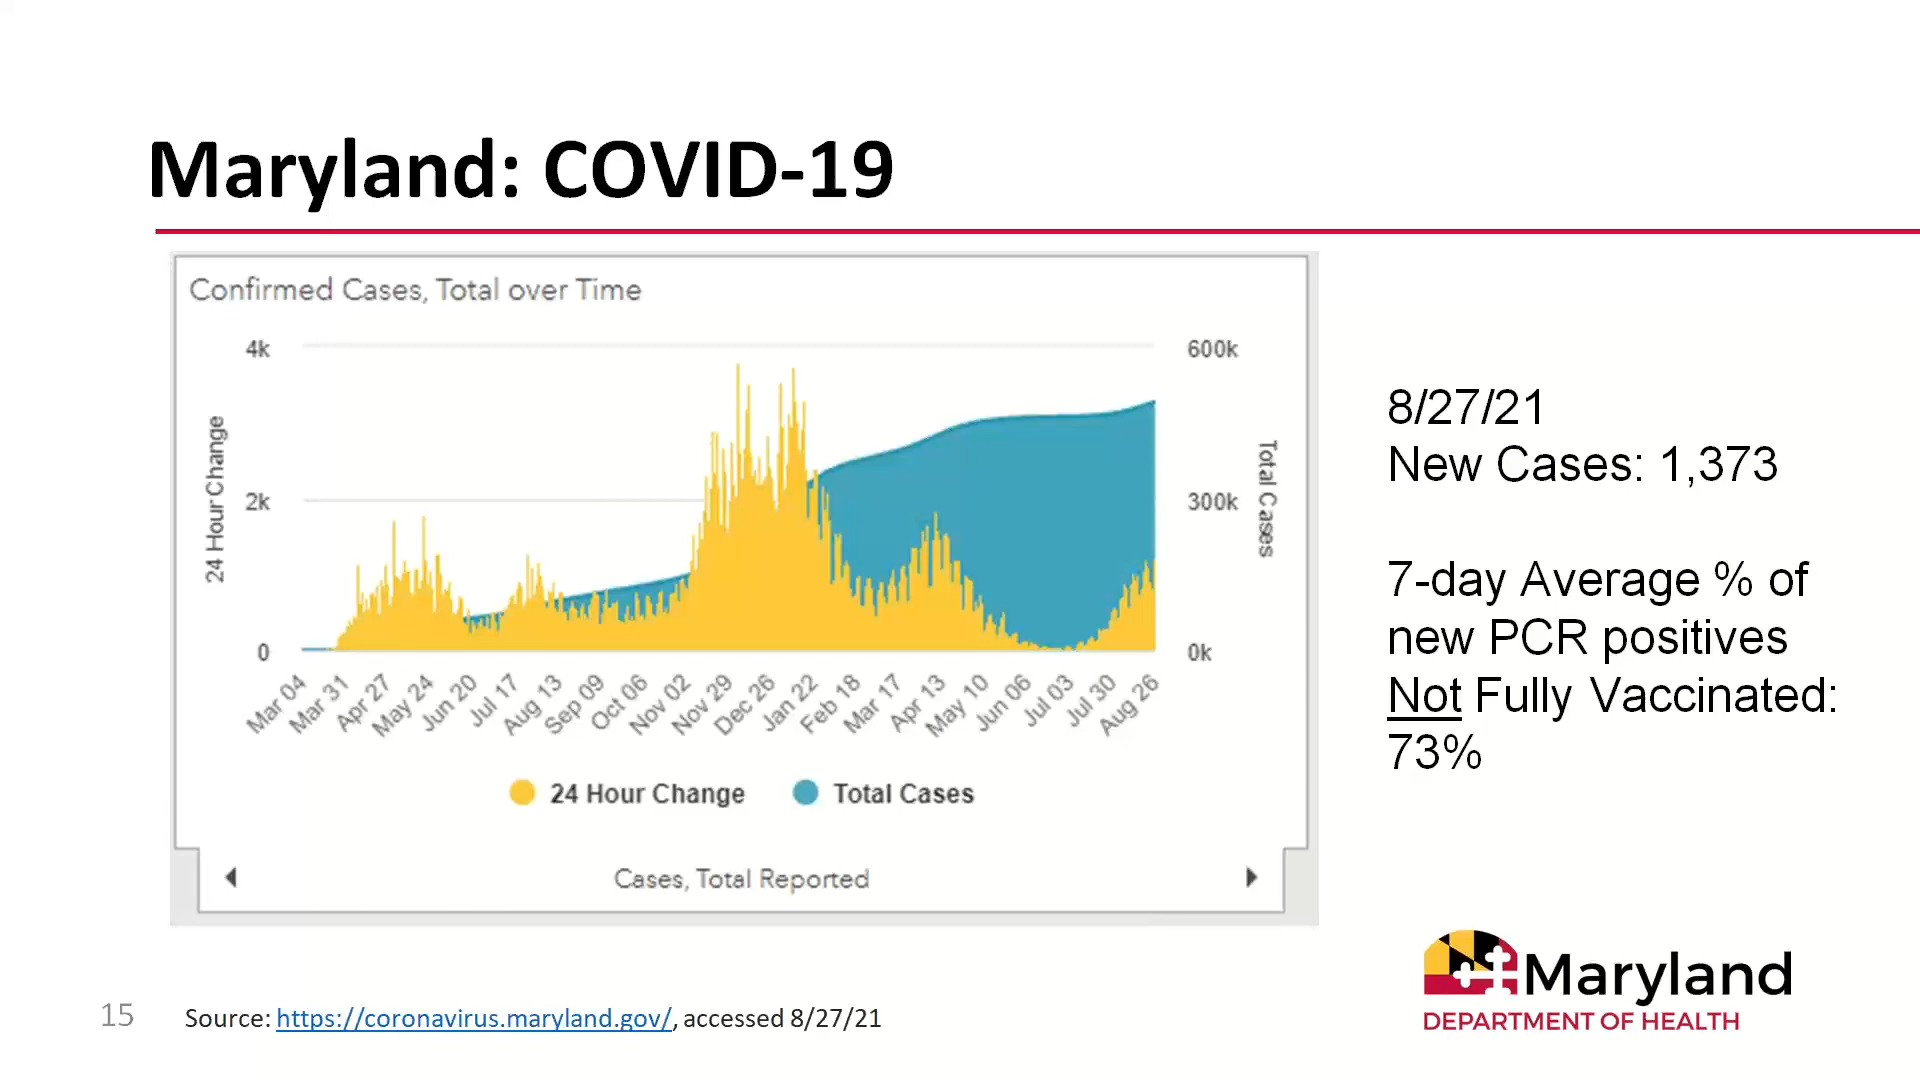 Maryland: COVID-19
Confirmed Cases, Total over Time
4k
2k
0
24 Hour Change
600k
300k
0k
Total Cases
Mar 04
Mar 31
Apr 27
May 24
Jun 20
Jul 17
Aug 13
Sep 09
Oct 06
Nov 02
Nov 29
Dec 26
Jan 22
Feb 18
Mar 17
Apr 13
May 10
Jun 06
Jul 03
Jul 30
Aug 26
24 Hour Change
Total Cases
Cases, Total Reported
8/27/21
New Cases: 1,373
7-day Average % of
new PCR positives
Not Fully Vaccinated:
73%
Maryland
DEPARTMENT OF HEALTH
15
Source: https://coronavirus.maryland.gov/, accessed 8/27/21